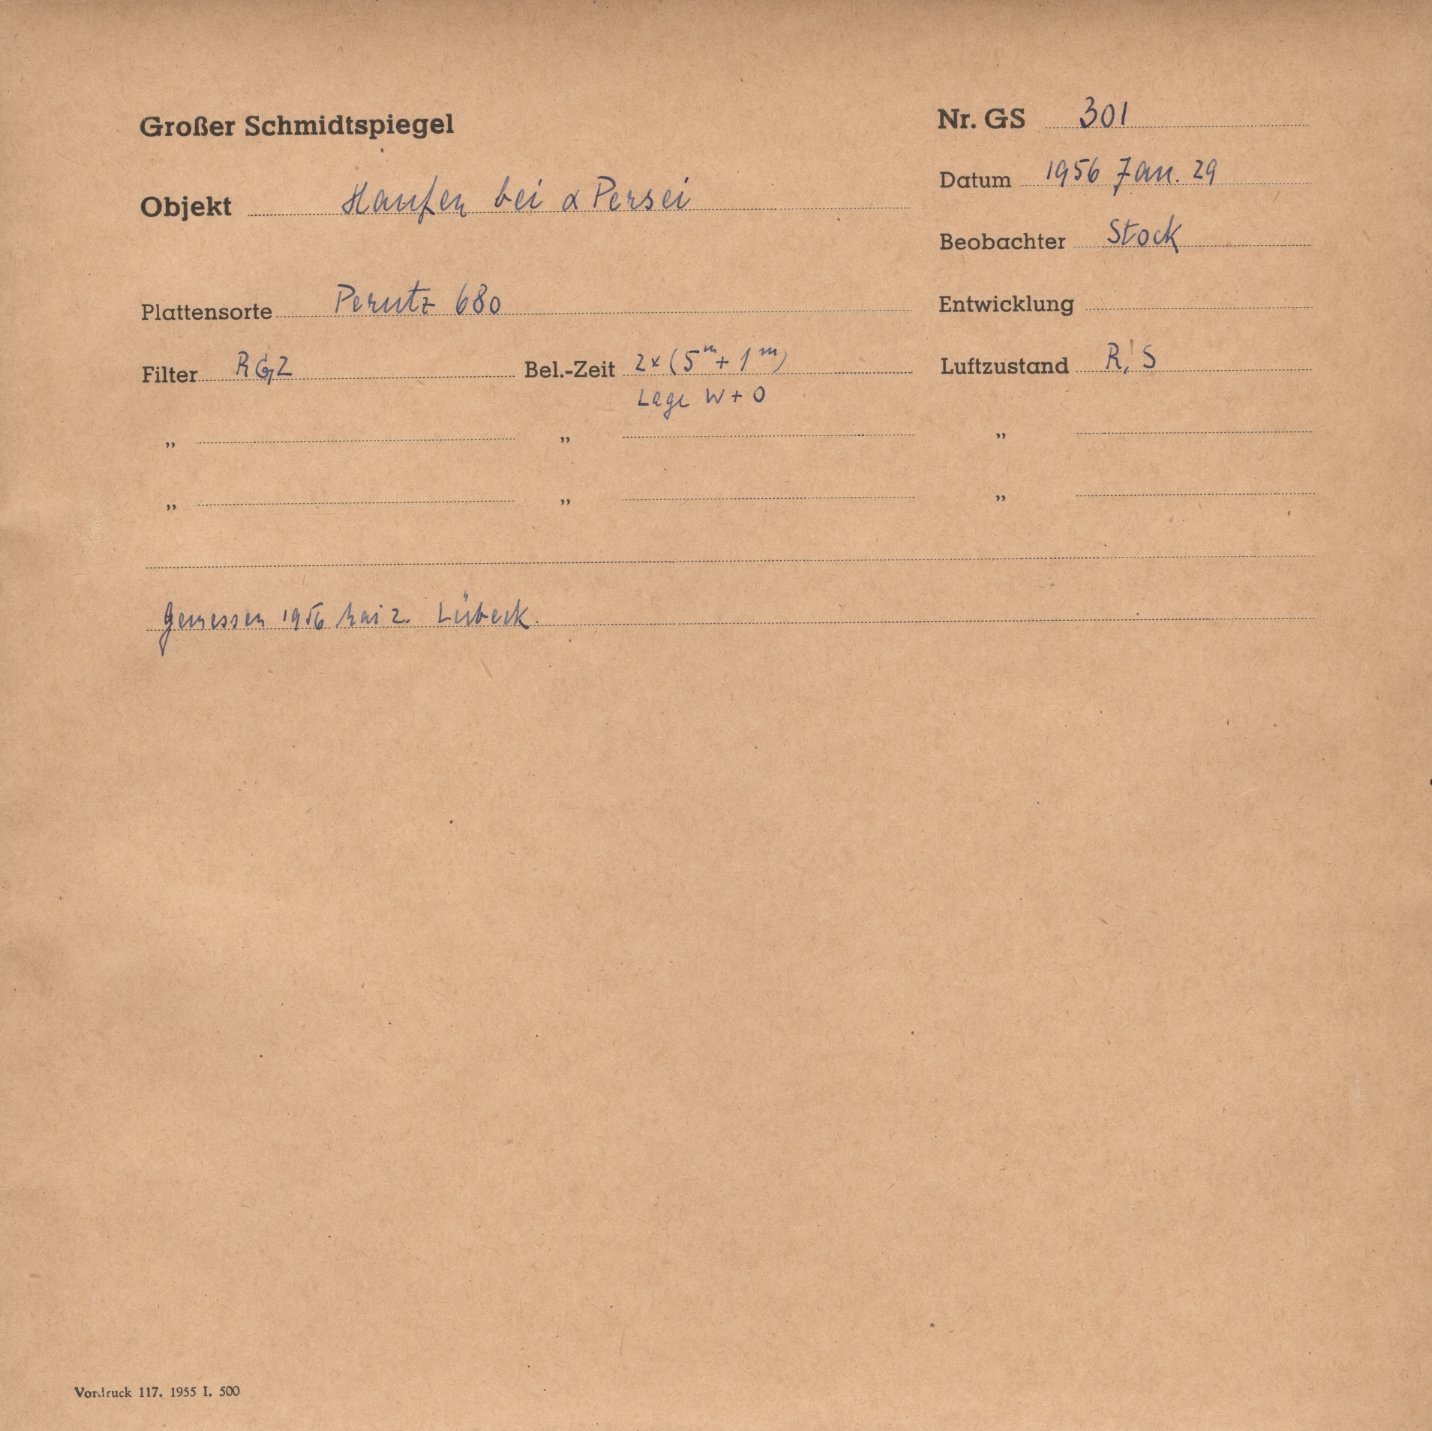 Großer Schmidtspiegel
Nr. GS 301
Datum 1956 Jan. 29
Objekt Haufen bei α Persei
Beobachter Stock
Plattensorte Perutz 680
Entwicklung
Filter RG2
Bel.-Zeit 2x (5ᵐ + 1ᵐ)
Luftzustand R, S
Lage W + O
„ „ „
„ „ „
Gemessen 1956 Mai 2. Lübeck.
Vordruck 117. 1955 I. 500